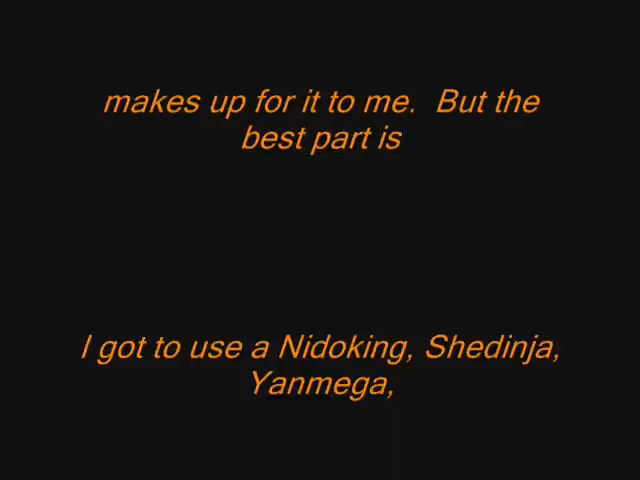 makes up for it to me.  But the
best part is
I got to use a Nidoking, Shedinja,
Yanmega,